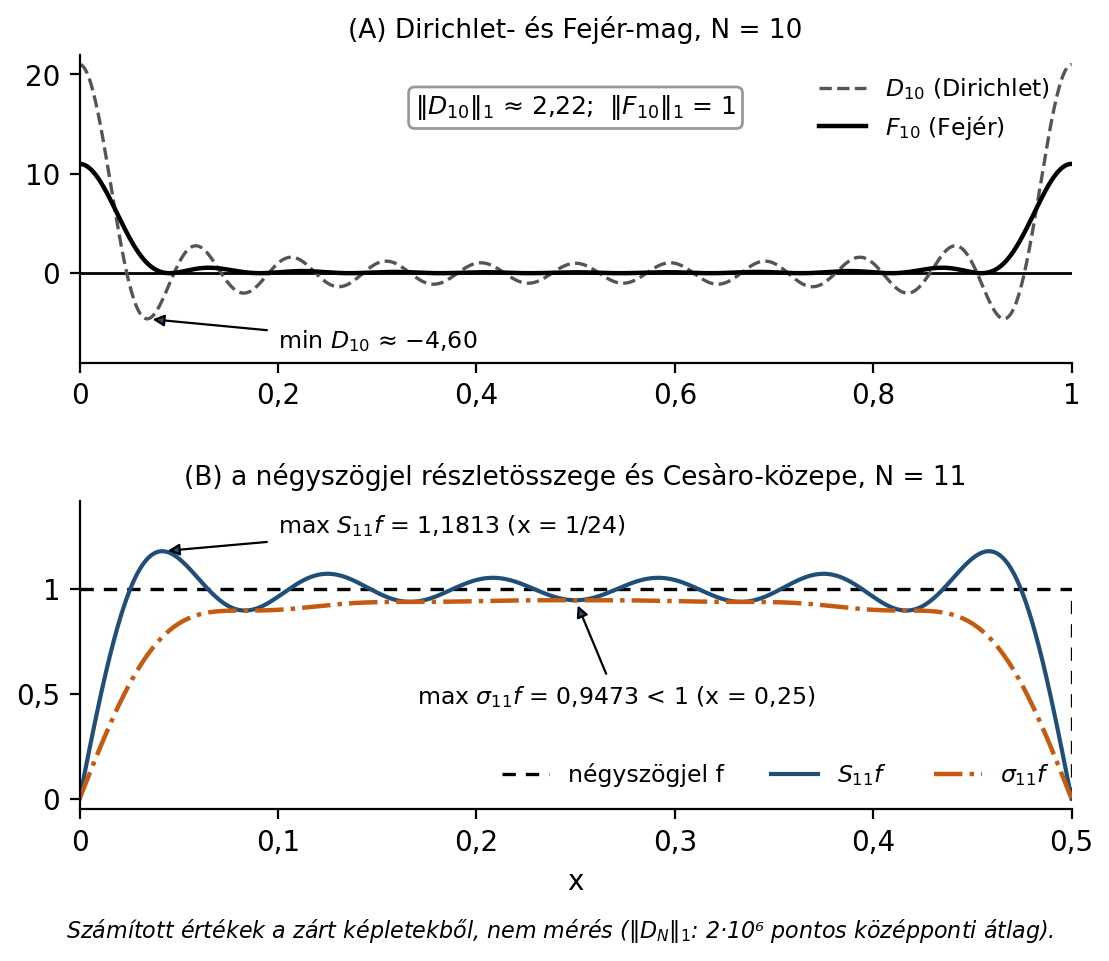 (A) Dirichlet- és Fejér-mag, N = 10
20
10
0
‖D₁₀‖₁ ≈ 2,22; ‖F₁₀‖₁ = 1
D₁₀ (Dirichlet)
F₁₀ (Fejér)
min D₁₀ ≈ −4,60
0 0,2 0,4 0,6 0,8 1
(B) a négyszögjel részletösszege és Cesàro-közepe, N = 11
max S₁₁f = 1,1813 (x = 1/24)
1
0,5
0
max σ₁₁f = 0,9473 < 1 (x = 0,25)
négyszögjel f S₁₁f σ₁₁f
0 0,1 0,2 0,3 0,4 0,5
x
Számított értékek a zárt képletekből, nem mérés (‖D_N‖₁: 2·10⁶ pontos középponti átlag).